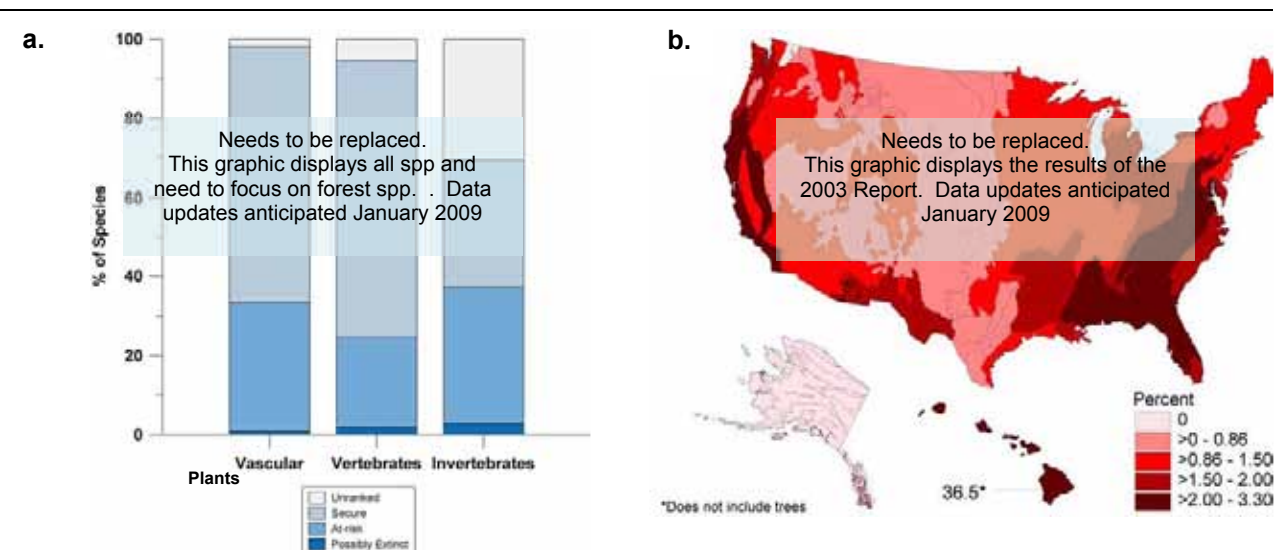 a.
100
80
60
40
20
0
% of Species
Needs to be replaced.
This graphic displays all spp and
need to focus on forest spp. . Data
updates anticipated January 2009
Vascular Vertebrates Invertebrates
Plants
Unranked
Secure
At-risk
Possibly Extinct
b.
Needs to be replaced.
This graphic displays the results of the
2003 Report. Data updates anticipated
January 2009
Percent
0
>0 - 0.86
>0.86 - 1.50
>1.50 - 2.00
>2.00 - 3.30
36.5*
*Does not include trees